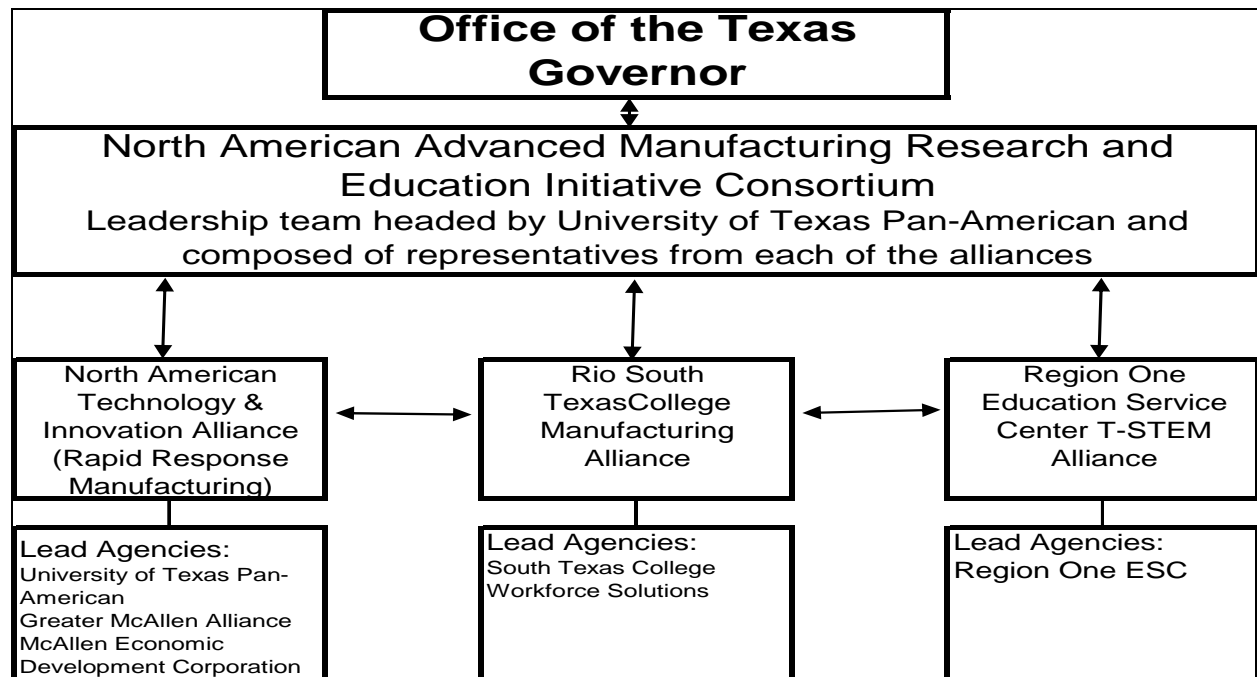 Office of the Texas
Governor
North American Advanced Manufacturing Research and
Education Initiative Consortium
Leadership team headed by University of Texas Pan-American and
composed of representatives from each of the alliances
North American
Technology &
Innovation Alliance
(Rapid Response
Manufacturing)
Rio South
TexasCollege
Manufacturing
Alliance
Region One
Education Service
Center T-STEM
Alliance
Lead Agencies:
University of Texas Pan-
American
Greater McAllen Alliance
McAllen Economic
Development Corporation
Lead Agencies:
South Texas College
Workforce Solutions
Lead Agencies:
Region One ESC